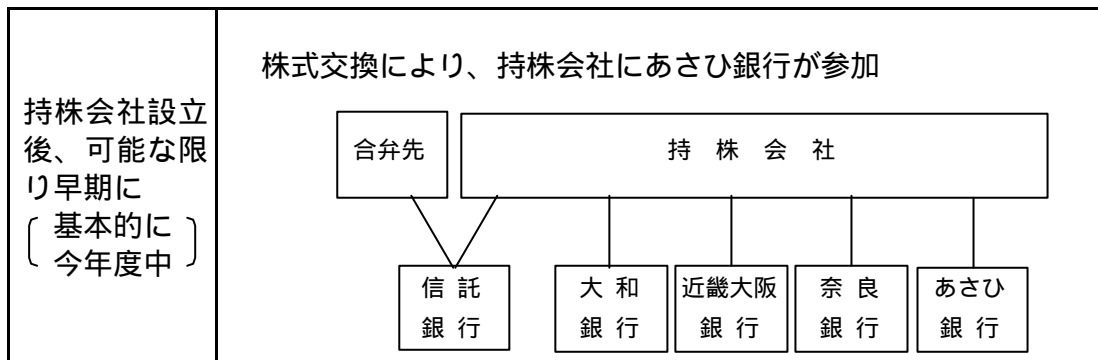 持株会社設立
後、可能な限
り早期に
基本的に
今年度中
株式交換により、持株会社にあさひ銀行が参加
合弁先
持 株 会 社
信 託
銀 行
大 和
銀 行
近畿大阪
銀 行
奈 良
銀 行
あさひ
銀 行